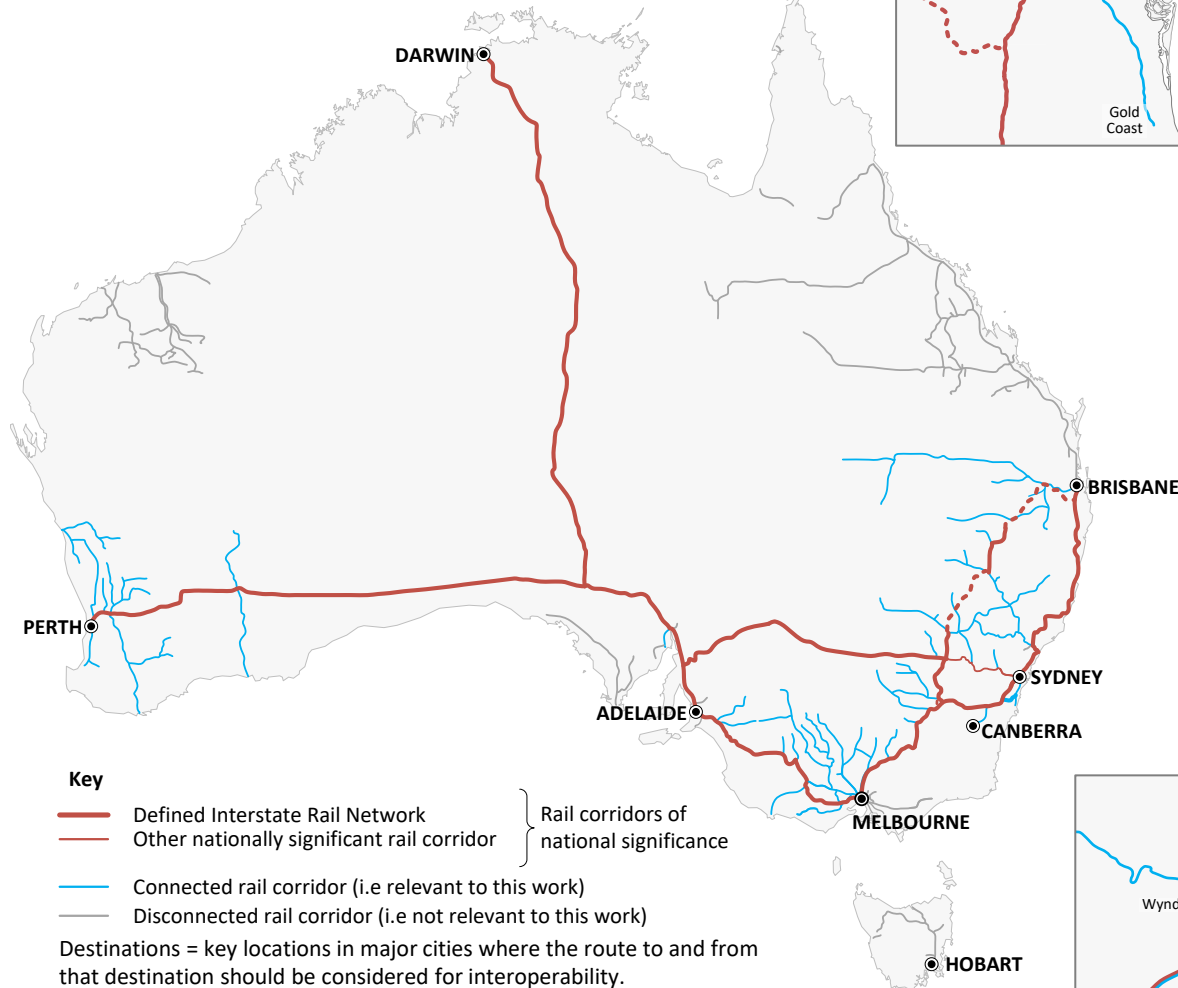 DARWIN
Gold
Coast
BRISBANE
PERTH
SYDNEY
ADELAIDE
CANBERRA
MELBOURNE
Key
Defined Interstate Rail Network
Other nationally significant rail corridor
Rail corridors of
national significance
Connected rail corridor (i.e relevant to this work)
Disconnected rail corridor (i.e not relevant to this work)
Wynd
Destinations = key locations in major cities where the route to and from
that destination should be considered for interoperability.
HOBART